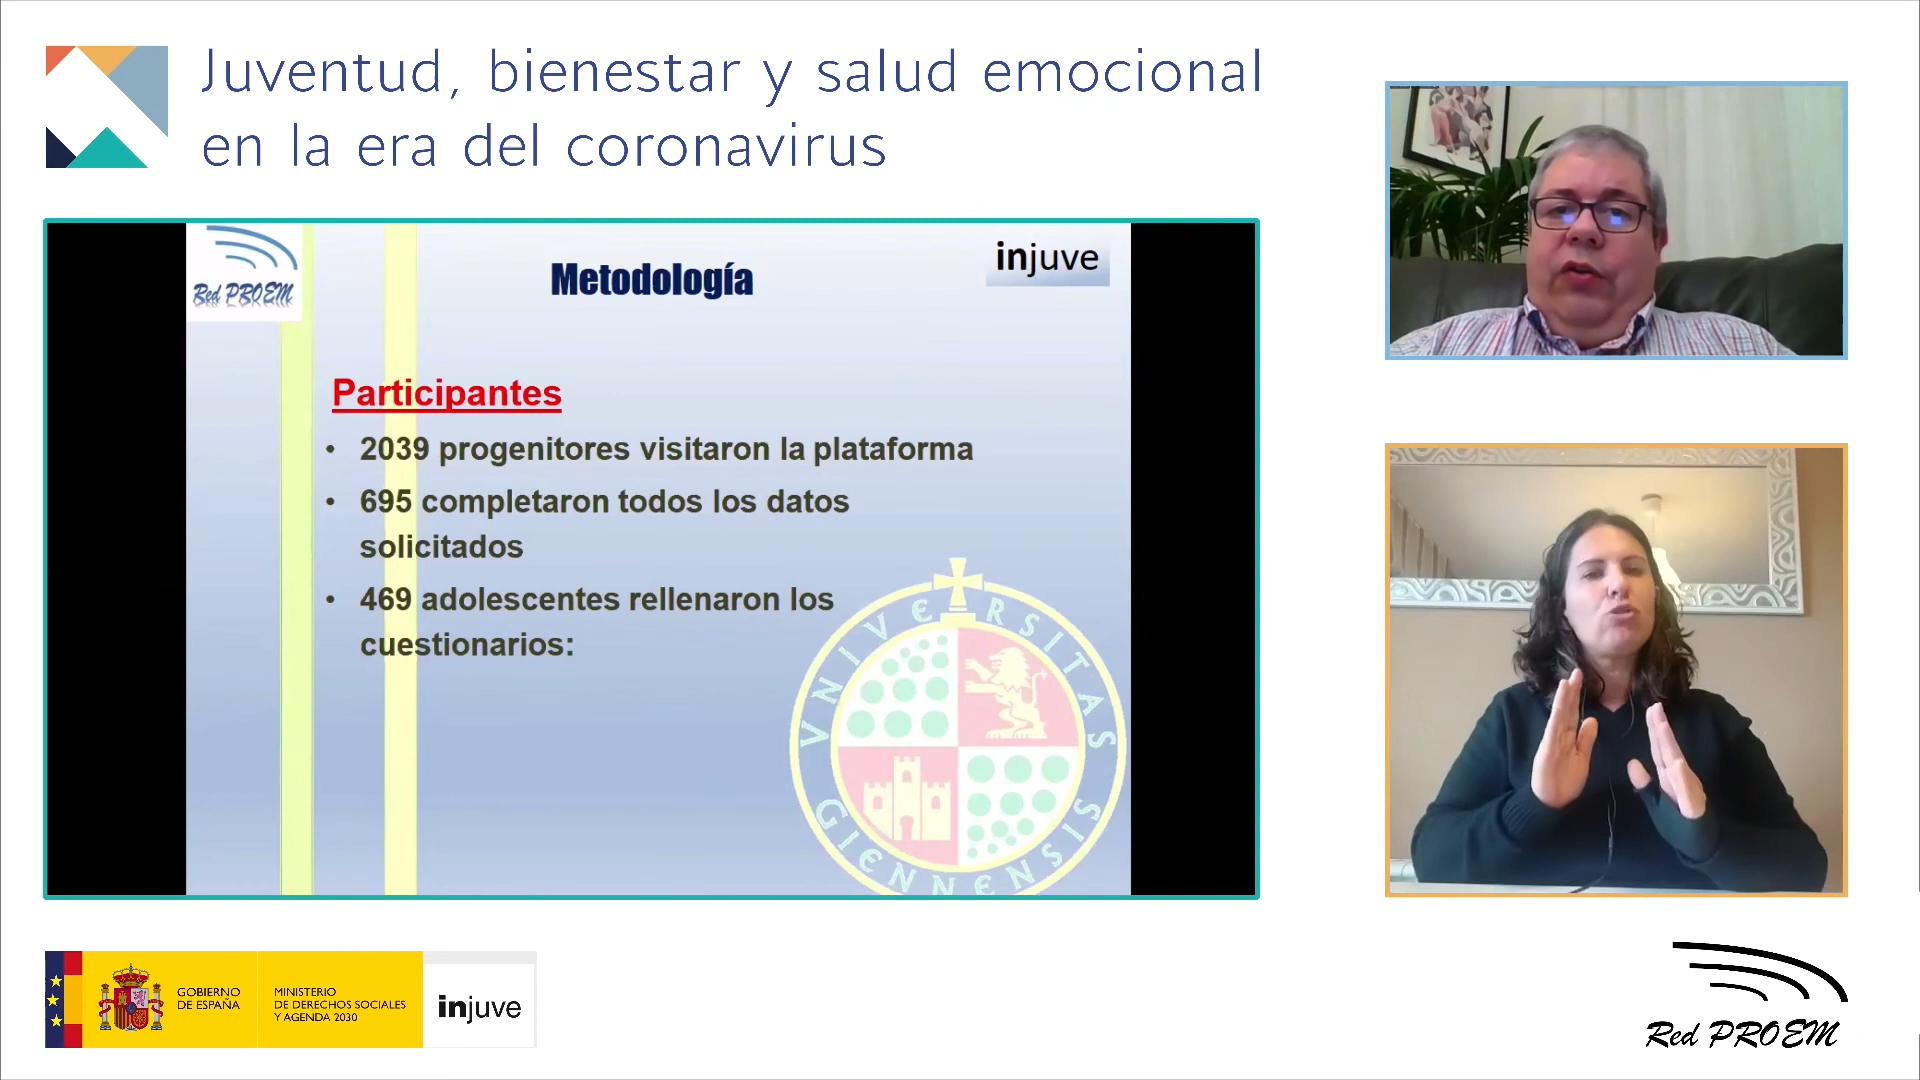 Juventud, bienestar y salud emocional
en la era del coronavirus
Red PROEM
Metodología
injuve
Participantes
• 2039 progenitores visitaron la plataforma
• 695 completaron todos los datos
solicitados
• 469 adolescentes rellenaron los
cuestionarios:
VNIVERSITAS
GIENNENSIS
GOBIERNO
DE ESPAÑA
MINISTERIO
DE DERECHOS SOCIALES
Y AGENDA 2030
injuve
Red PROEM